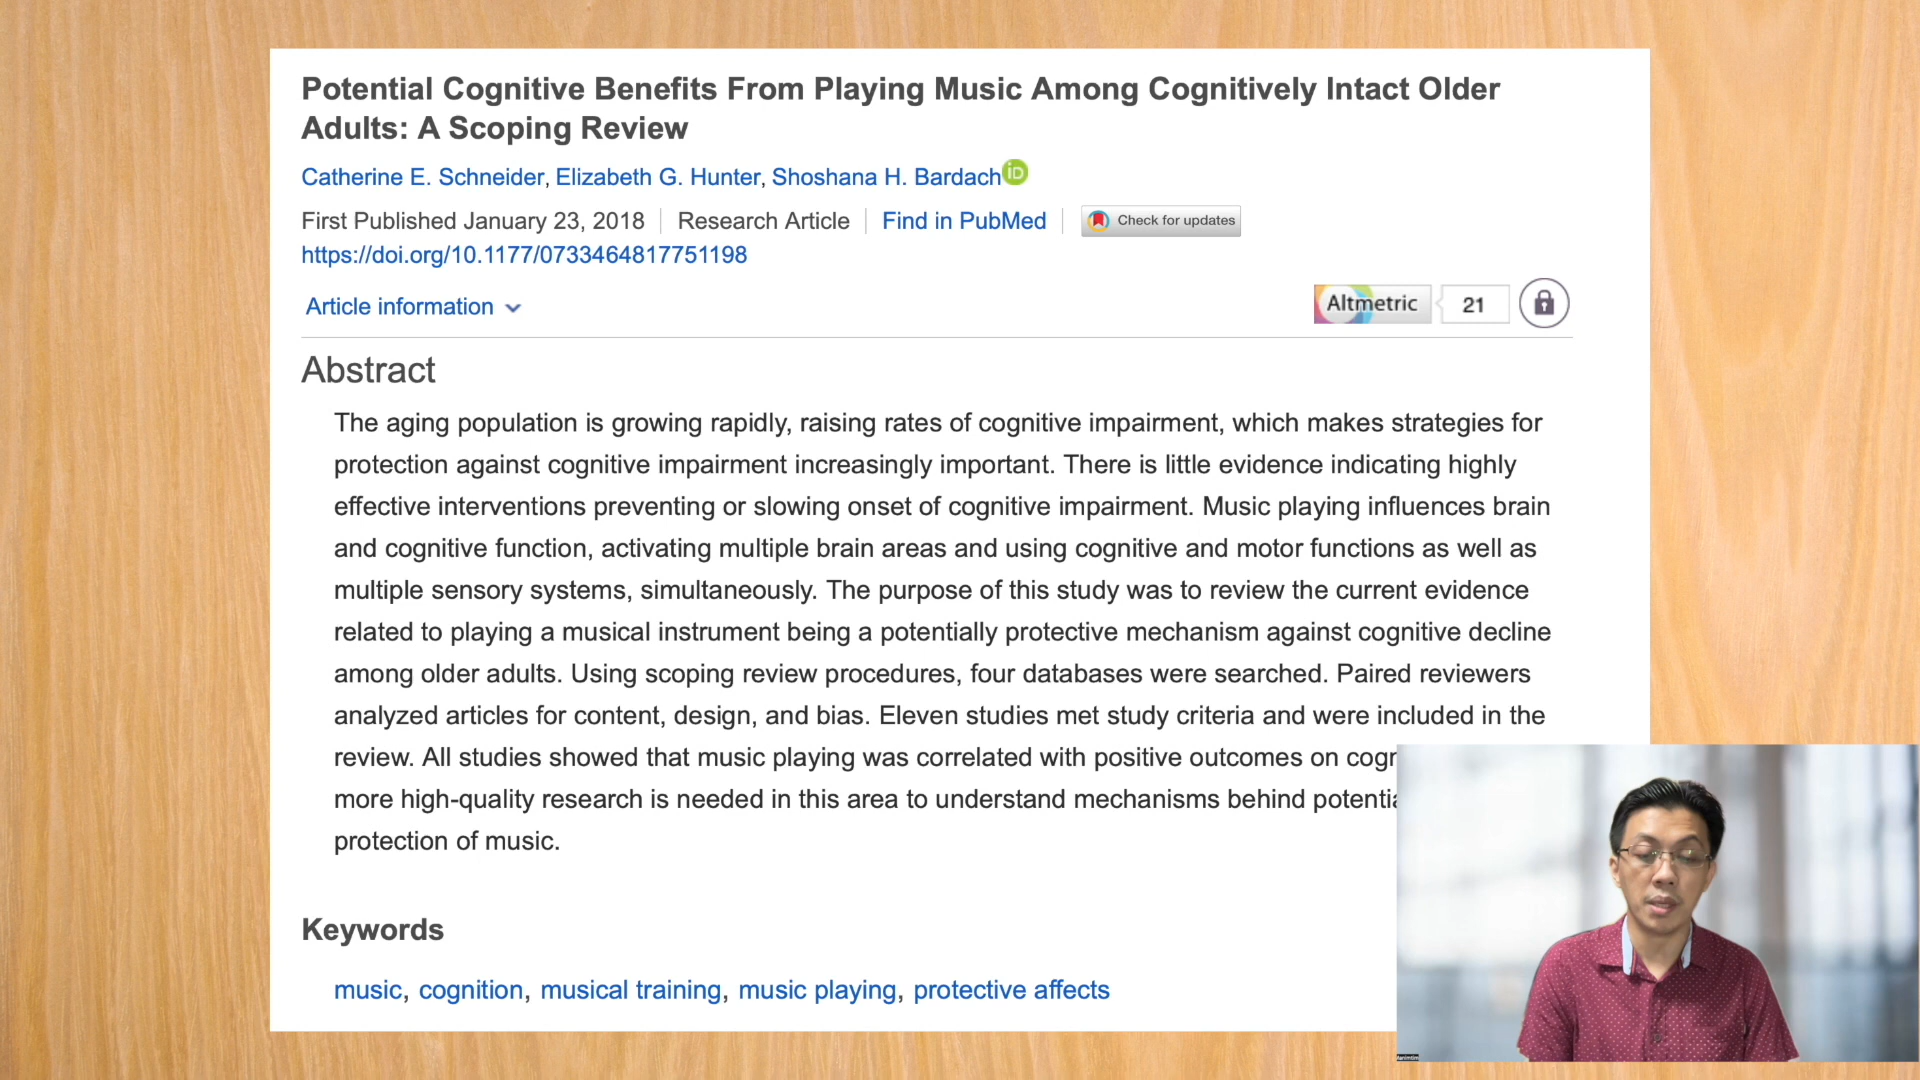 Potential Cognitive Benefits From Playing Music Among Cognitively Intact Older
Adults: A Scoping Review
Catherine E. Schneider, Elizabeth G. Hunter, Shoshana H. Bardach iD
First Published January 23, 2018 Research Article Find in PubMed Check for updates
https://doi.org/10.1177/0733464817751198
Article information
Altmetric 21
Abstract
The aging population is growing rapidly, raising rates of cognitive impairment, which makes strategies for
protection against cognitive impairment increasingly important. There is little evidence indicating highly
effective interventions preventing or slowing onset of cognitive impairment. Music playing influences brain
and cognitive function, activating multiple brain areas and using cognitive and motor functions as well as
multiple sensory systems, simultaneously. The purpose of this study was to review the current evidence
related to playing a musical instrument being a potentially protective mechanism against cognitive decline
among older adults. Using scoping review procedures, four databases were searched. Paired reviewers
analyzed articles for content, design, and bias. Eleven studies met study criteria and were included in the
review. All studies showed that music playing was correlated with positive outcomes on cogr
more high-quality research is needed in this area to understand mechanisms behind potentia
protection of music.
Keywords
music, cognition, musical training, music playing, protective affects